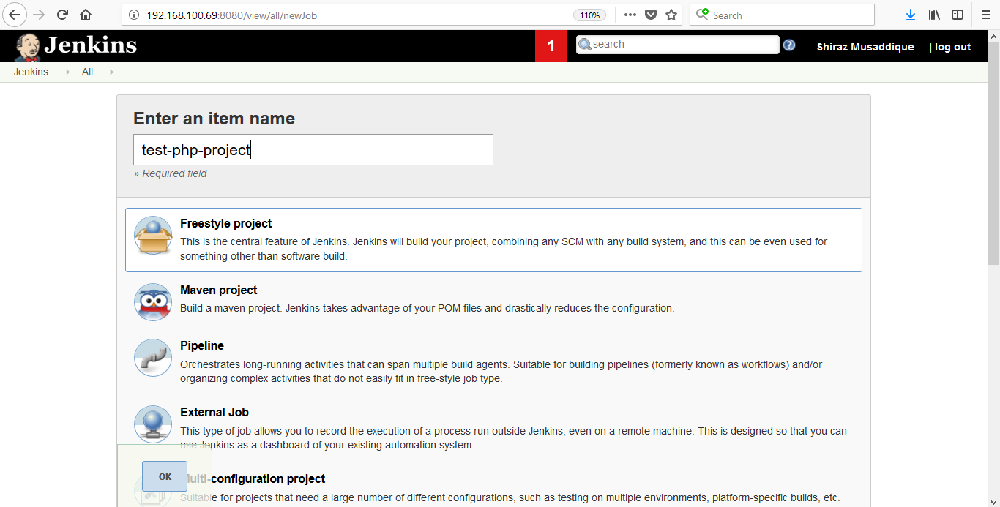 192.168.100.69:8080/view/all/newJob
110%
Search
Jenkins
1
search
?
Shiraz Musaddique
| log out
Jenkins
All
Enter an item name
test-php-project
» Required field
Freestyle project
This is the central feature of Jenkins. Jenkins will build your project, combining any SCM with any build system, and this can be even used for
something other than software build.
Maven project
Build a maven project. Jenkins takes advantage of your POM files and drastically reduces the configuration.
Pipeline
Orchestrates long-running activities that can span multiple build agents. Suitable for building pipelines (formerly known as workflows) and/or
organizing complex activities that do not easily fit in free-style job type.
External Job
This type of job allows you to record the execution of a process run outside Jenkins, even on a remote machine. This is designed so that you can
use Jenkins as a dashboard of your existing automation system.
OK
Multi-configuration project
Suitable for projects that need a large number of different configurations, such as testing on multiple environments, platform-specific builds, etc.